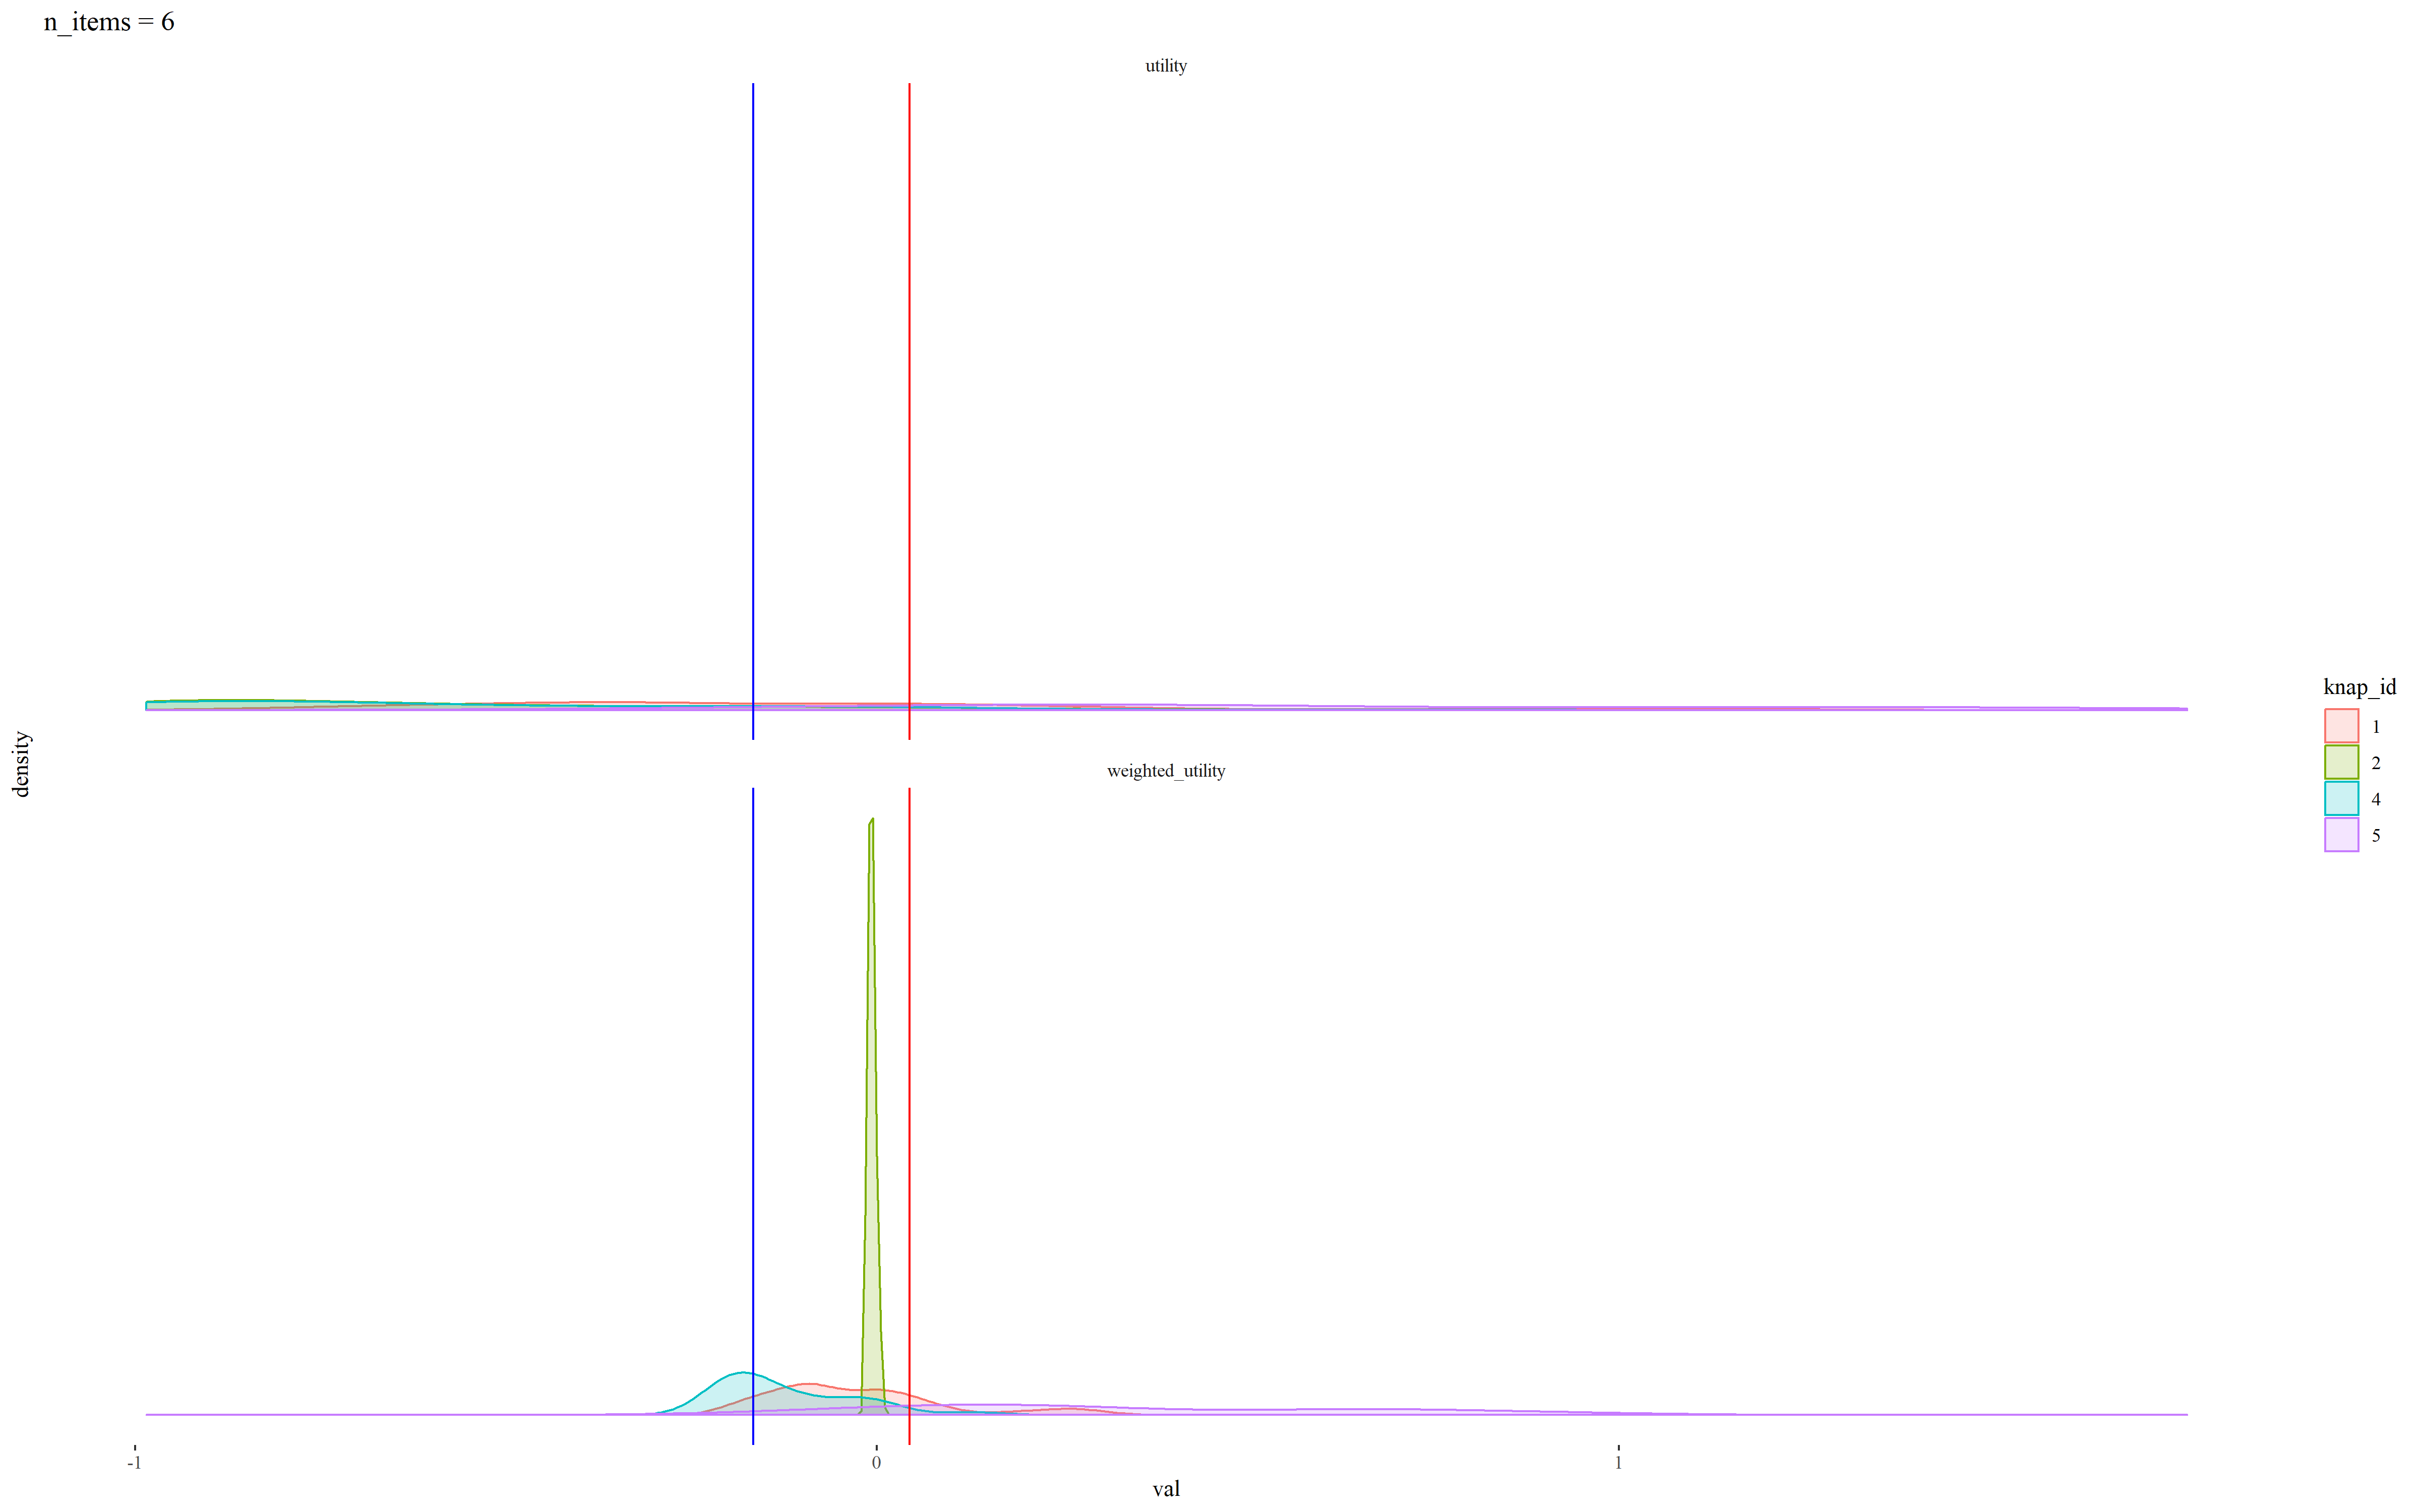 n_items = 6
utility
density
weighted_utility
-1
0
1
val
knap_id
1
2
4
5